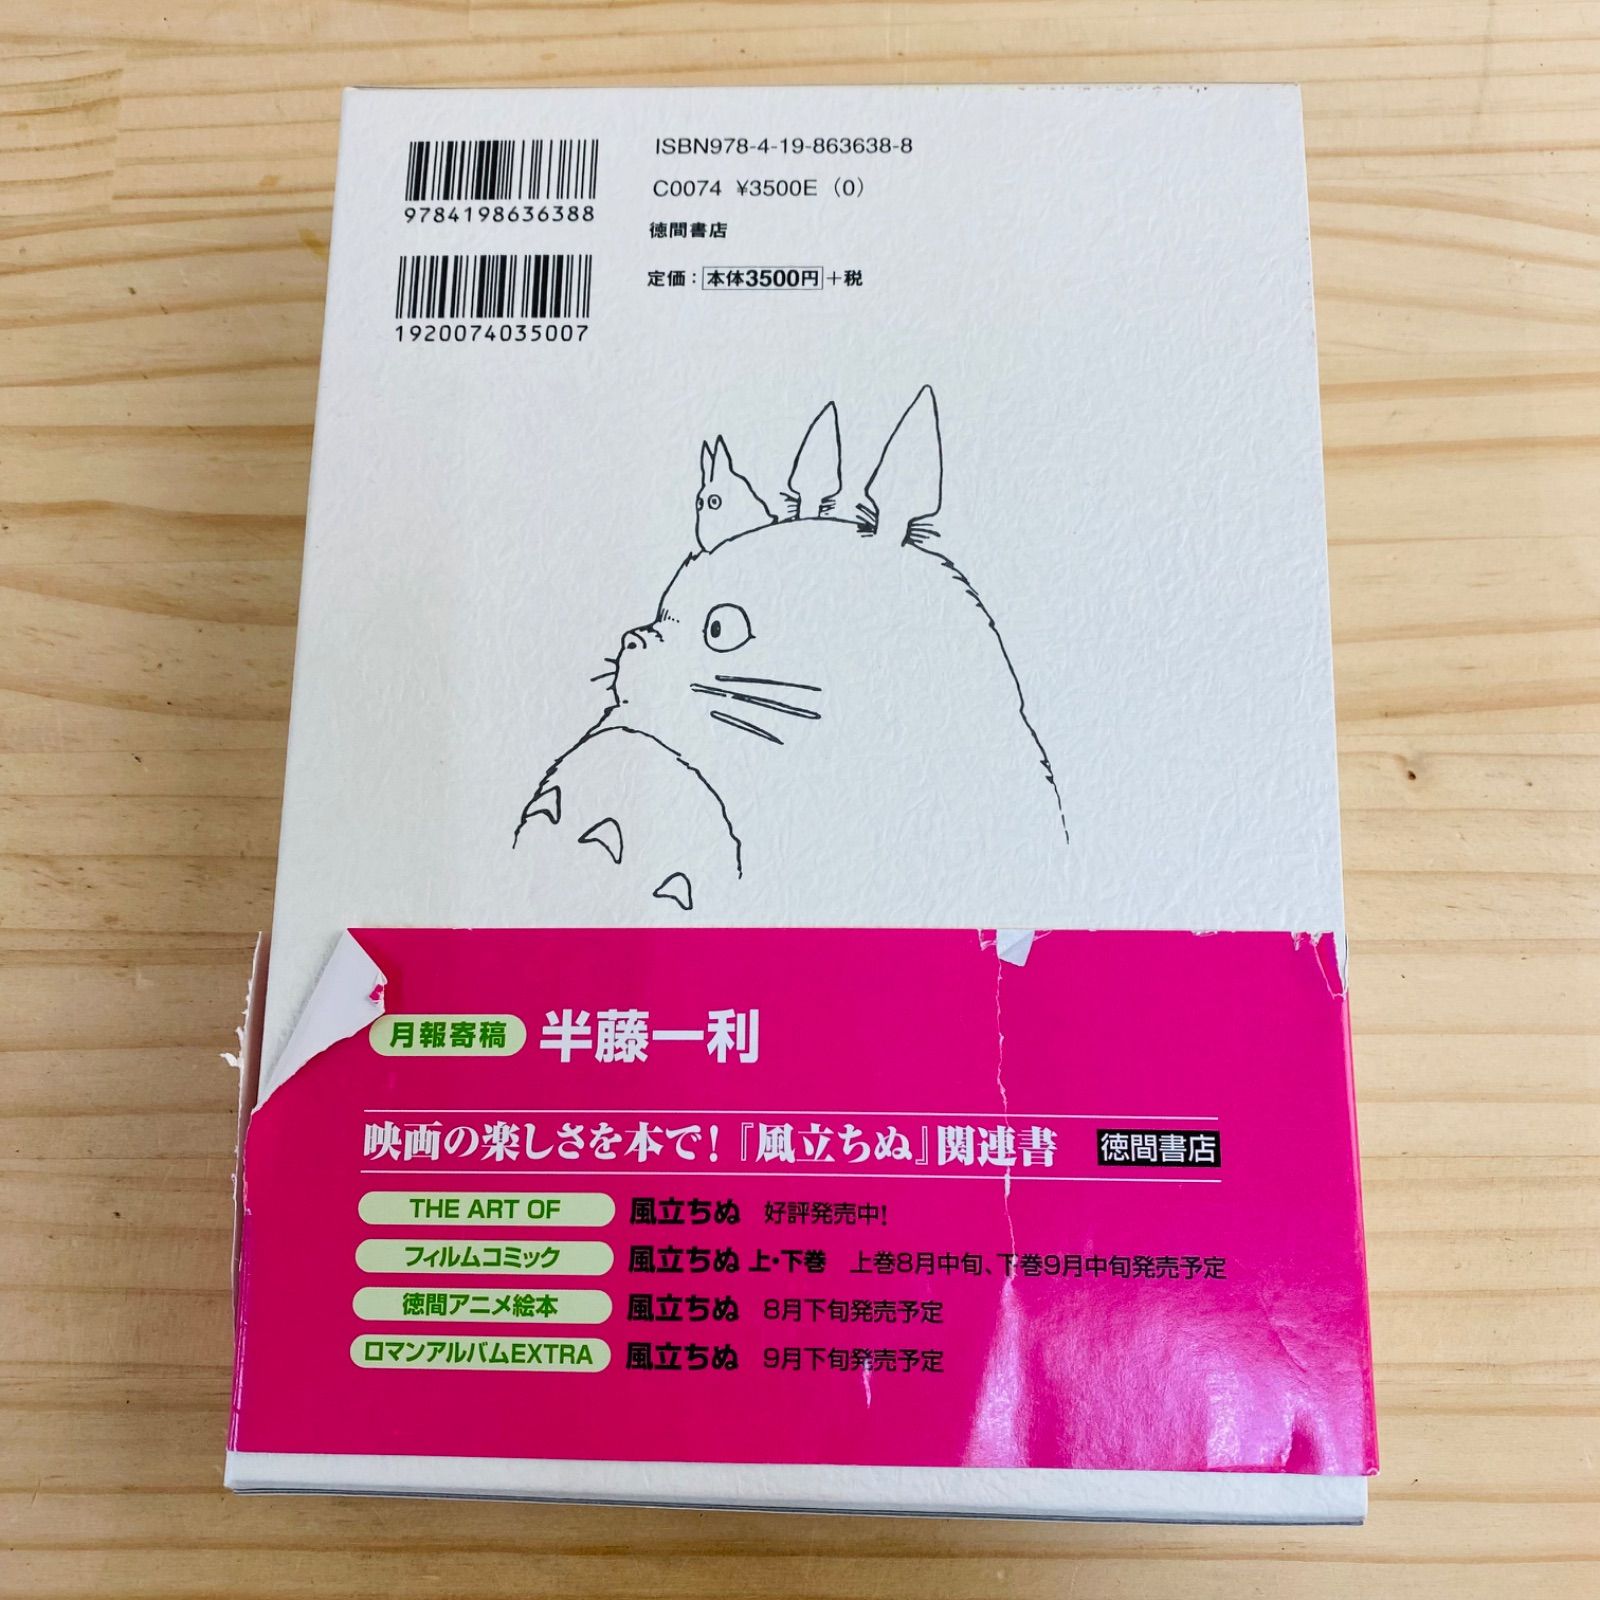 ISBN978-4-19-863638-8
9784198636388
C0074 ¥3500E (0)
徳間書店
定価:本体3500円+税
1920074035007
月報寄稿 半藤一利
映画の楽しさを本で!『風立ちぬ』関連書 徳間書店
THE ART OF 風立ちぬ 好評発売中!
フィルムコミック 風立ちぬ 上・下巻 上巻8月中旬、下巻9月中旬発売予定
徳間アニメ絵本 風立ちぬ 8月下旬発売予定
ロマンアルバムEXTRA 風立ちぬ 9月下旬発売予定